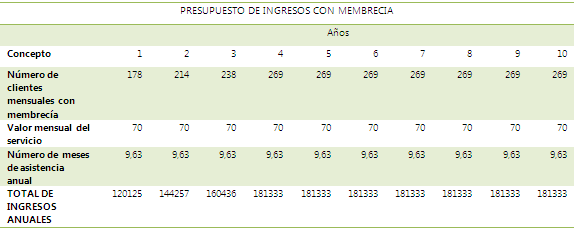 PRESUPUESTO DE INGRESOS CON MEMBRECIA
Años
Concepto 1 2 3 4 5 6 7 8 9 10
Número de clientes mensuales con membrecía 178 214 238 269 269 269 269 269 269 269
Valor mensual del servicio 70 70 70 70 70 70 70 70 70 70
Número de meses de asistencia anual 9,63 9,63 9,63 9,63 9,63 9,63 9,63 9,63 9,63 9,63
TOTAL DE INGRESOS ANUALES 120125 144257 160436 181333 181333 181333 181333 181333 181333 181333